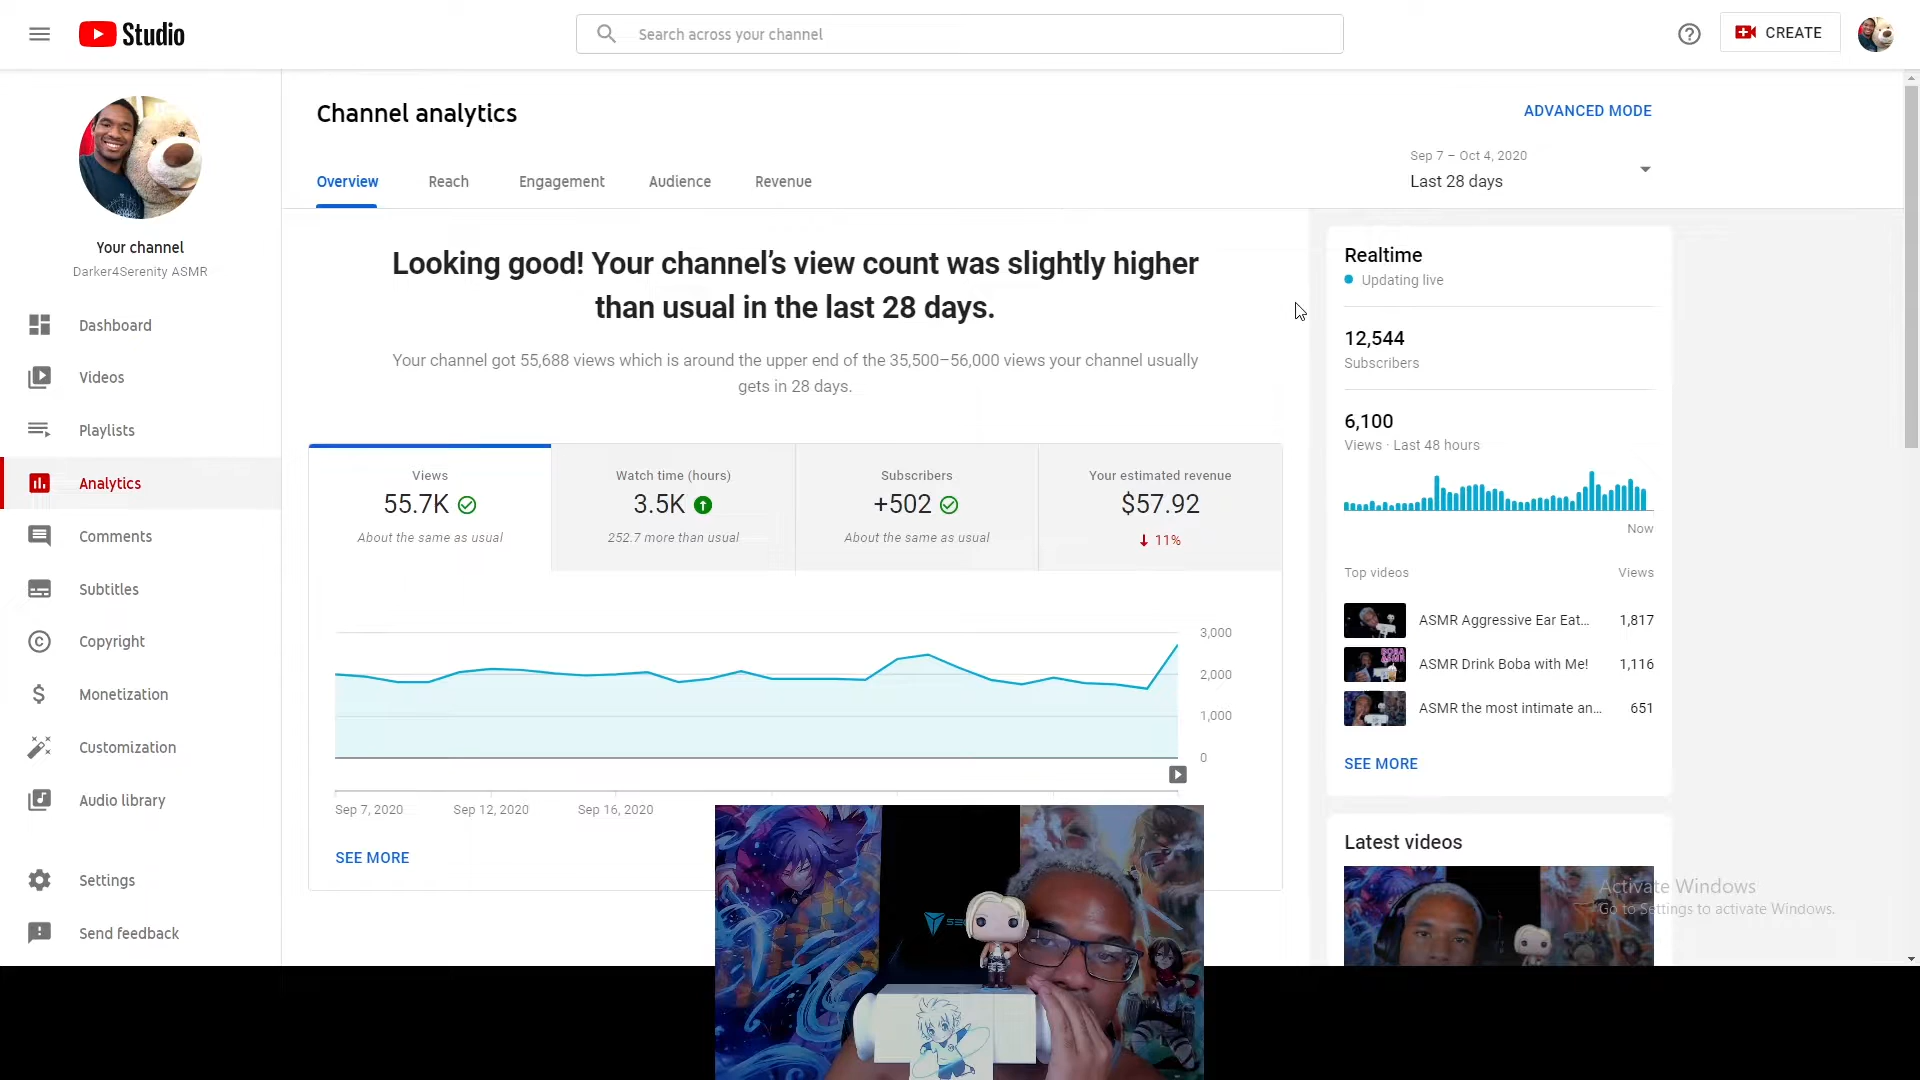 Studio
Search across your channel
CREATE
Your channel
Darker4Serenity ASMR
Dashboard
Videos
Playlists
Analytics
Comments
Subtitles
Copyright
Monetization
Customization
Audio library
Settings
Send feedback
Channel analytics
ADVANCED MODE
Overview
Reach
Engagement
Audience
Revenue
Sep 7 – Oct 4, 2020
Last 28 days
Looking good! Your channel’s view count was slightly higher
than usual in the last 28 days.
Your channel got 55,688 views which is around the upper end of the 35,500–56,000 views your channel usually
gets in 28 days.
Views
55.7K
About the same as usual
Watch time (hours)
3.5K
252.7 more than usual
Subscribers
+502
About the same as usual
Your estimated revenue
$57.92
11%
3,000
2,000
1,000
0
Sep 7, 2020
Sep 12, 2020
Sep 16, 2020
SEE MORE
Realtime
Updating live
12,544
Subscribers
6,100
Views · Last 48 hours
Now
Top videos
Views
ASMR Aggressive Ear Eat...
1,817
ASMR Drink Boba with Me!
1,116
ASMR the most intimate an...
651
SEE MORE
Latest videos
Activate Windows
Go to Settings to activate Windows.